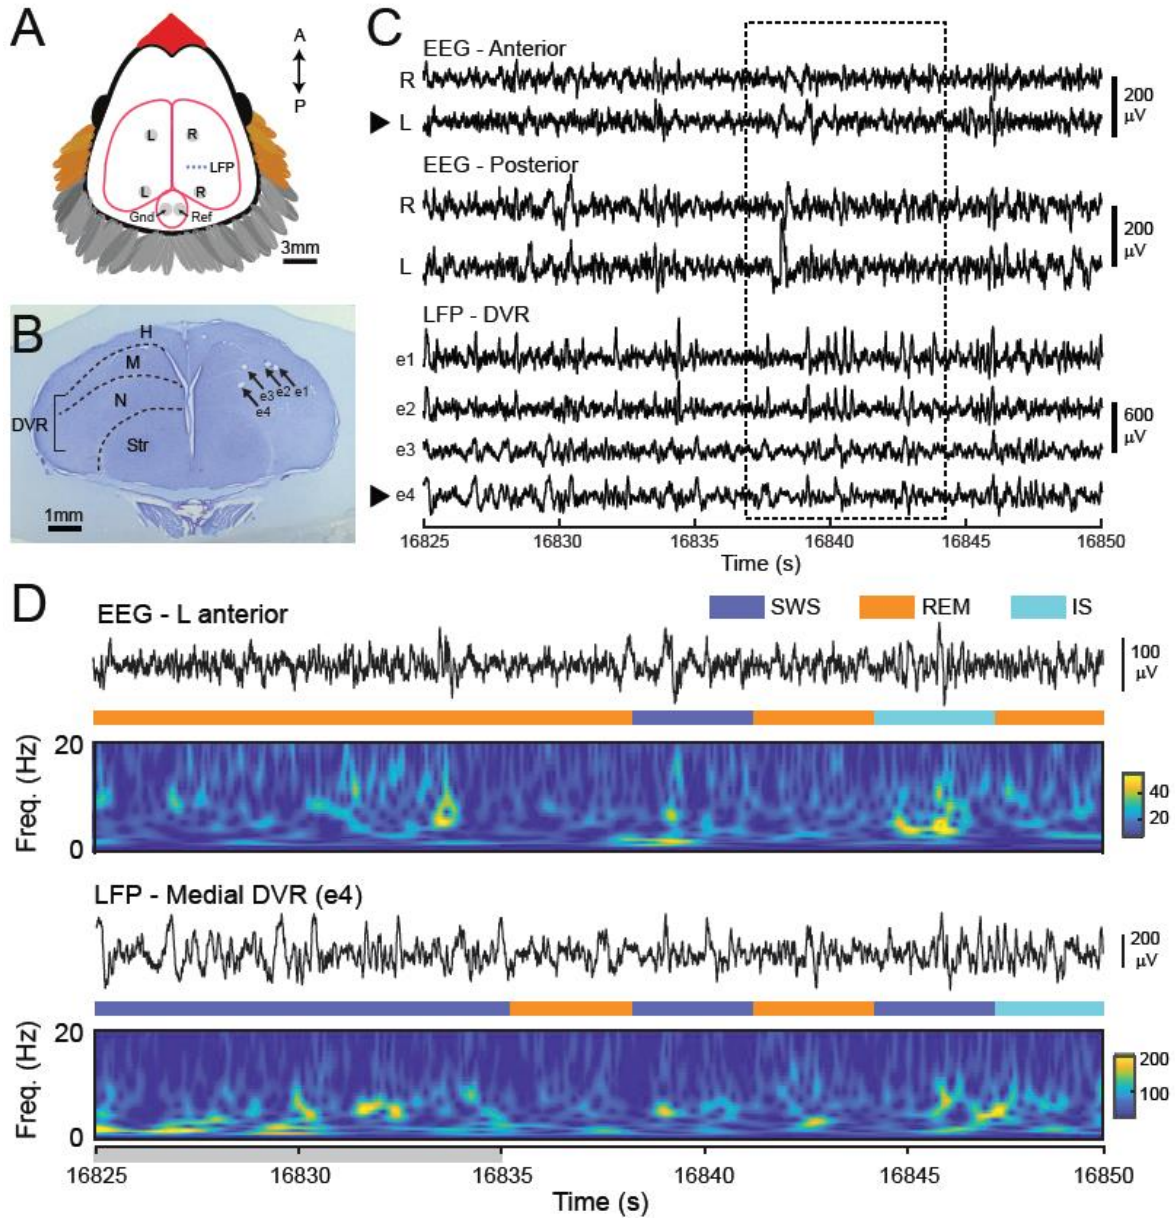 A
A
P
L
R
LFP
L
R
Gnd
Ref
3mm
B
H
M
N
DVR
Str
e3
e2
e1
e4
1mm
C
EEG - Anterior
R
L
200
µV
EEG - Posterior
R
L
200
µV
LFP - DVR
e1
e2
e3
e4
600
µV
16825
16830
16835
16840
16845
16850
Time (s)
D
EEG - L anterior
SWS
REM
IS
100
µV
20
Freq. (Hz)
0
40
20
LFP - Medial DVR (e4)
200
µV
20
Freq. (Hz)
0
200
100
16825
16830
16835
16840
16845
16850
Time (s)